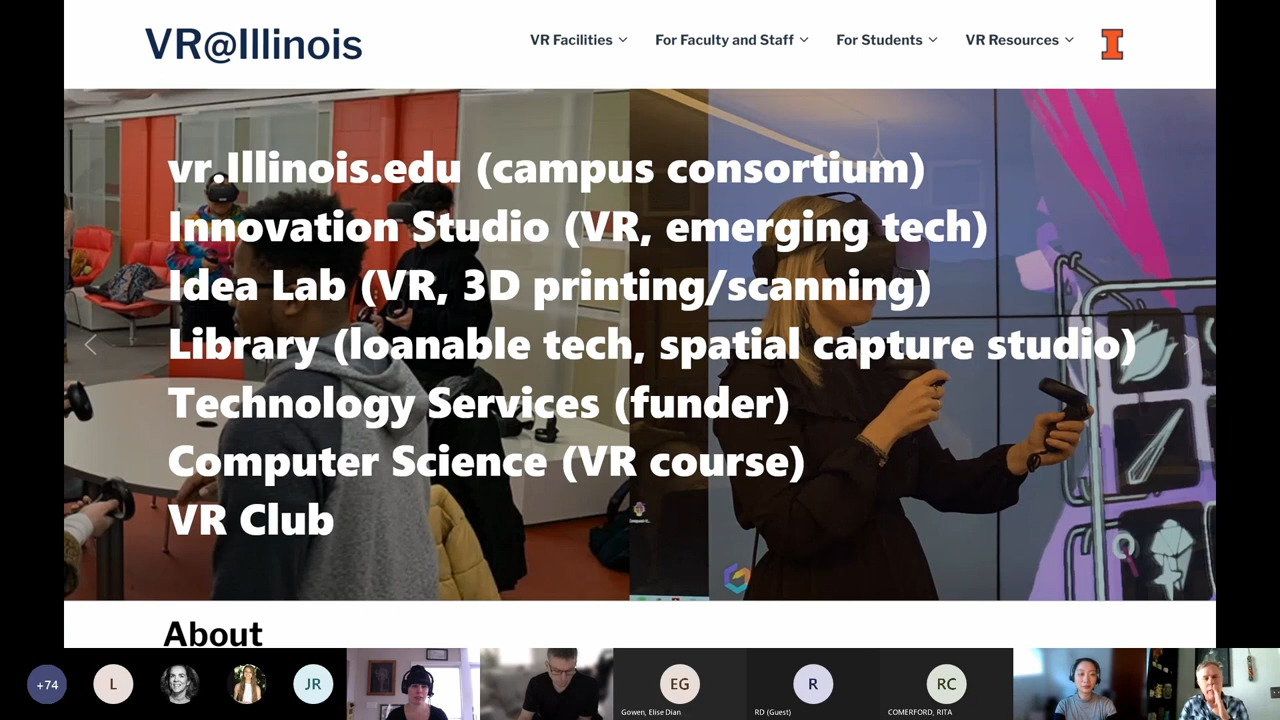 VR@Illinois
VR Facilities
For Faculty and Staff
For Students
VR Resources
I
vr.Illinois.edu (campus consortium)
Innovation Studio (VR, emerging tech)
Idea Lab (VR, 3D printing/scanning)
Library (loanable tech, spatial capture studio)
Technology Services (funder)
Computer Science (VR course)
VR Club
About
+74
L
JR
EG
R
RC
Gowen, Elise Dian
RD (Guest)
COMERFORD, RITA